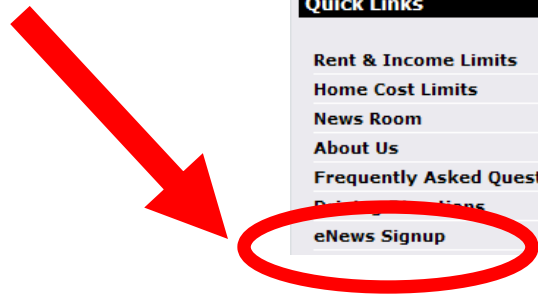 Quick Links
Rent & Income Limits
Home Cost Limits
News Room
About Us
Frequently Asked Quest
eNews Signup